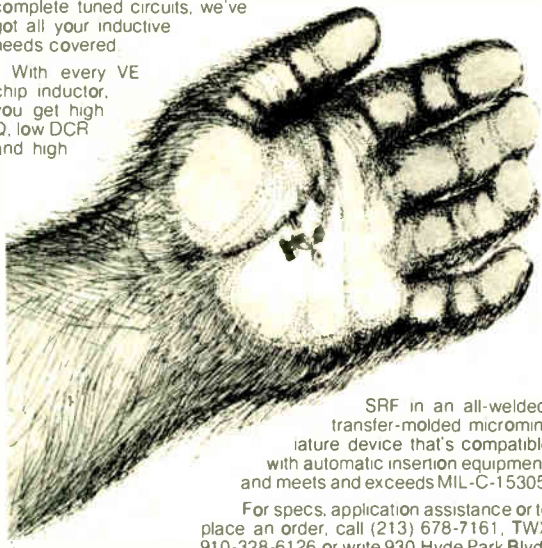 complete tuned circuits, we've
got all your inductive
needs covered.
With every VE
chip inductor,
you get high
Q, low DCR
and high
SRF in an all-welded
transfer-molded micromin-
iature device that's compatible
with automatic insertion equipment
and meets and exceeds MIL-C-15305
For specs, application assistance or to
place an order, call (213) 678-7161, TWX
910-328-6126 or write 930 Hyde Park Blvd.